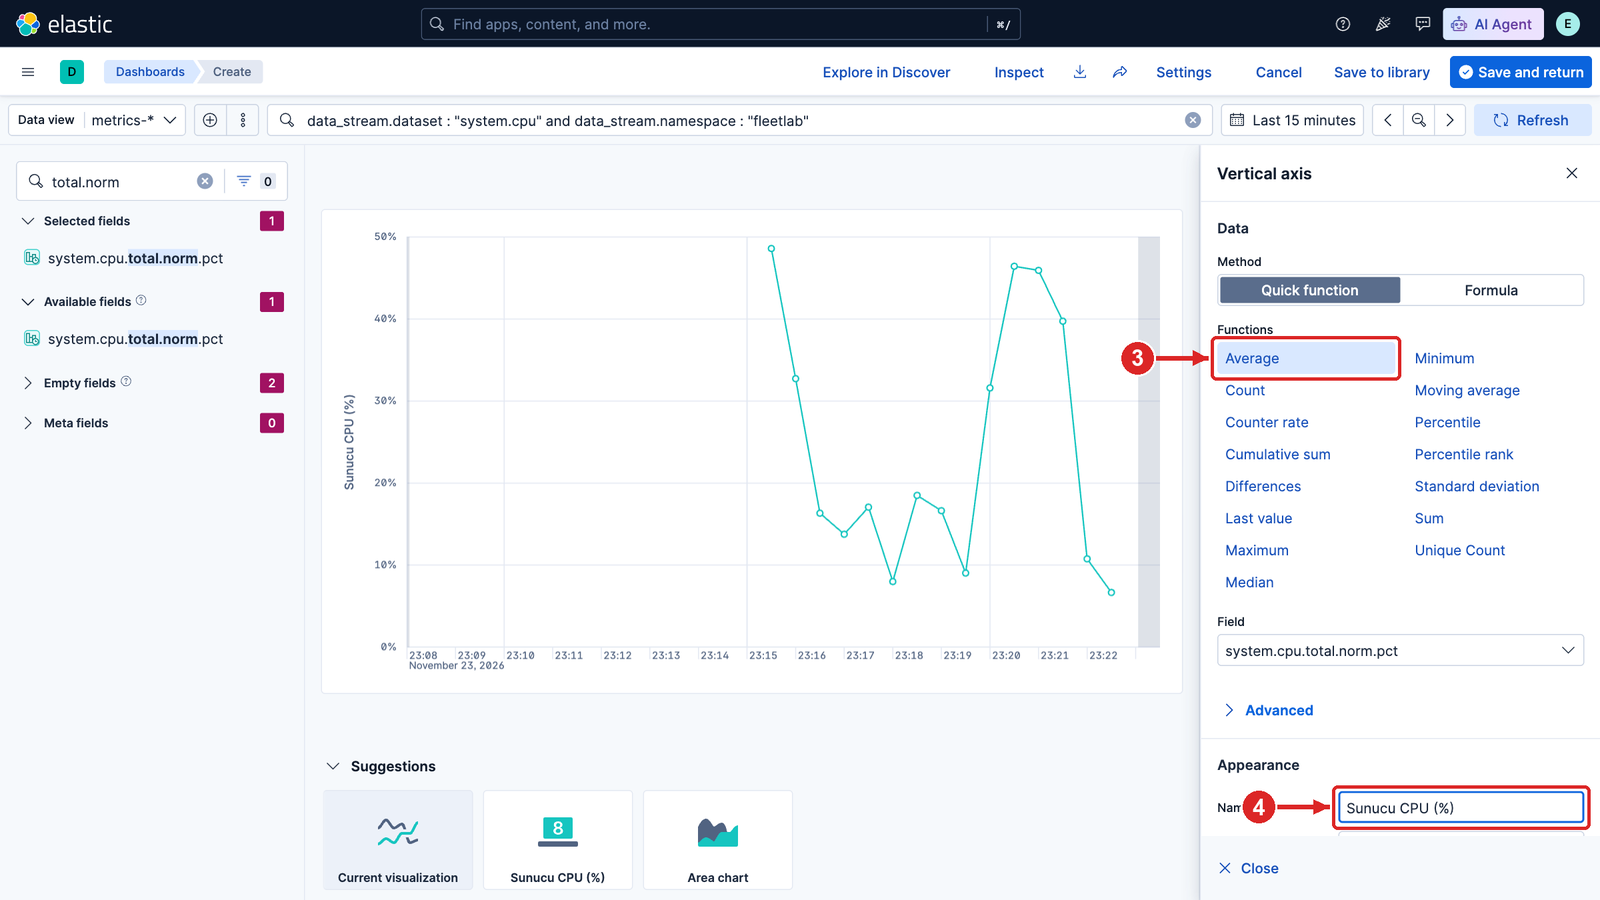 elastic
Find apps, content, and more.
⌘/
AI Agent
E
D
Dashboards
Create
Explore in Discover
Inspect
Settings
Cancel
Save to library
Save and return
Data view
metrics-*
data_stream.dataset : "system.cpu" and data_stream.namespace : "fleetlab"
Last 15 minutes
Refresh
total.norm
0
Selected fields
1
system.cpu.total.norm.pct
Available fields
1
system.cpu.total.norm.pct
Empty fields
2
Meta fields
0
50%
40%
30%
20%
10%
0%
Sunucu CPU (%)
23:08 23:09 23:10 23:11 23:12 23:13 23:14 23:15 23:16 23:17 23:18 23:19 23:20 23:21 23:22
November 23, 2026
Suggestions
Current visualization
8
Sunucu CPU (%)
Area chart
Vertical axis
Data
Method
Quick function
Formula
Functions
3
Average
Minimum
Count
Moving average
Counter rate
Percentile
Cumulative sum
Percentile rank
Differences
Standard deviation
Last value
Sum
Maximum
Unique Count
Median
Field
system.cpu.total.norm.pct
Advanced
Appearance
4
Sunucu CPU (%)
Close